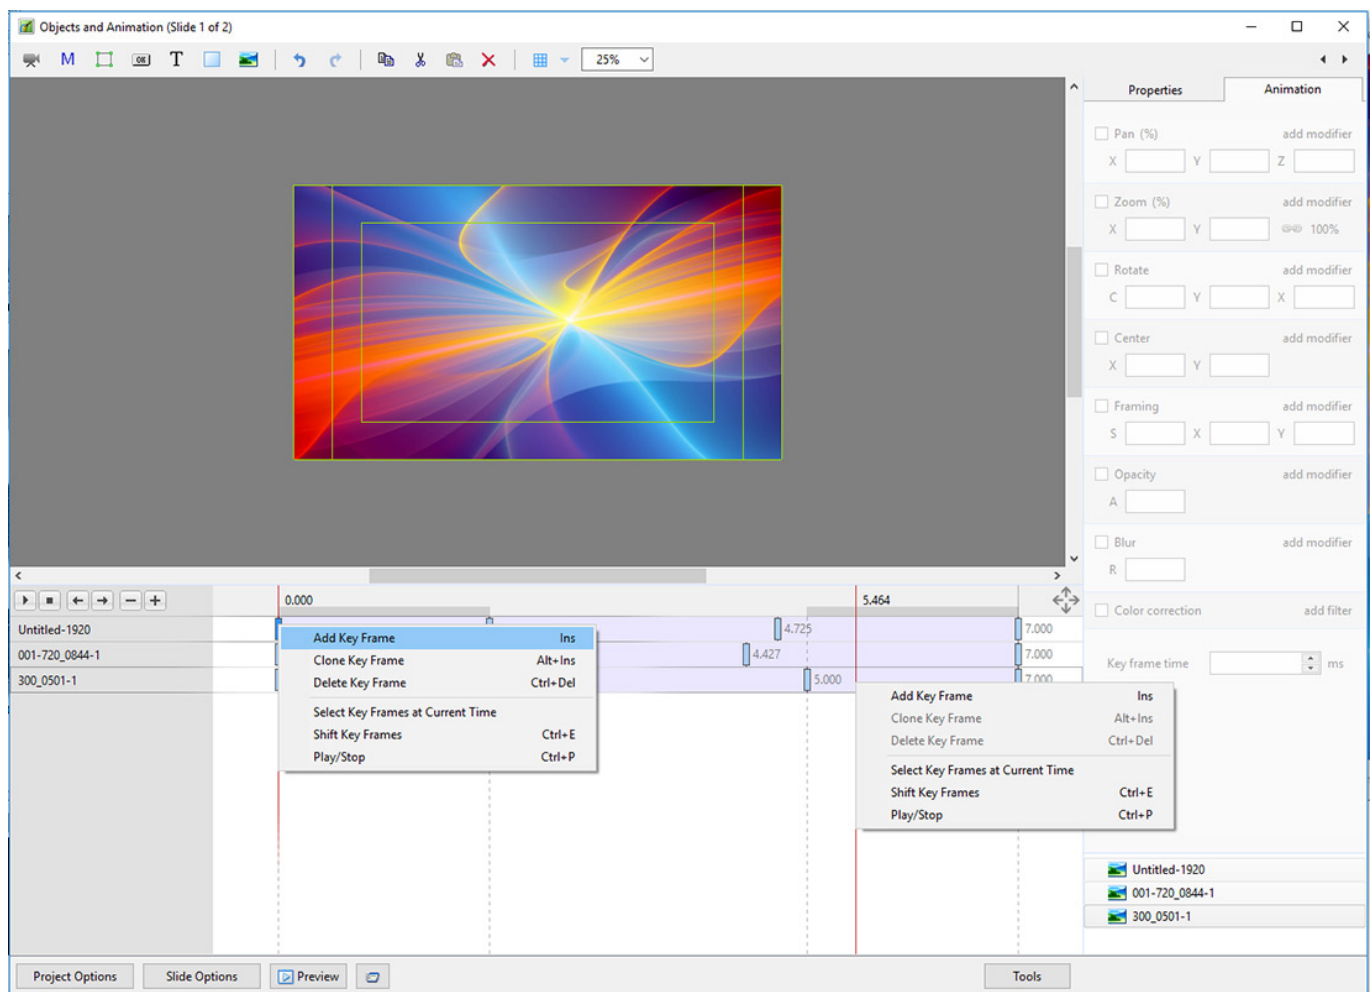 Objects and Animation (Slide 1 of 2)
M OK T 25%
Properties Animation
Pan (%) add modifier
X Y Z
Zoom (%) add modifier
X Y 100%
Rotate add modifier
C Y X
Center add modifier
X Y
Framing add modifier
S X Y
Opacity add modifier
A
Blur add modifier
R
Color correction add filter
Key frame time ms
0.000 5.464
Untitled-1920 4.725 7.000
001-720_0844-1 4.427 7.000
300_0501-1 5.000 7.000
Add Key Frame Ins
Clone Key Frame Alt+Ins
Delete Key Frame Ctrl+Del
Select Key Frames at Current Time
Shift Key Frames Ctrl+E
Play/Stop Ctrl+P
Add Key Frame Ins
Clone Key Frame Alt+Ins
Delete Key Frame Ctrl+Del
Select Key Frames at Current Time
Shift Key Frames Ctrl+E
Play/Stop Ctrl+P
Untitled-1920
001-720_0844-1
300_0501-1
Project Options Slide Options Preview Tools